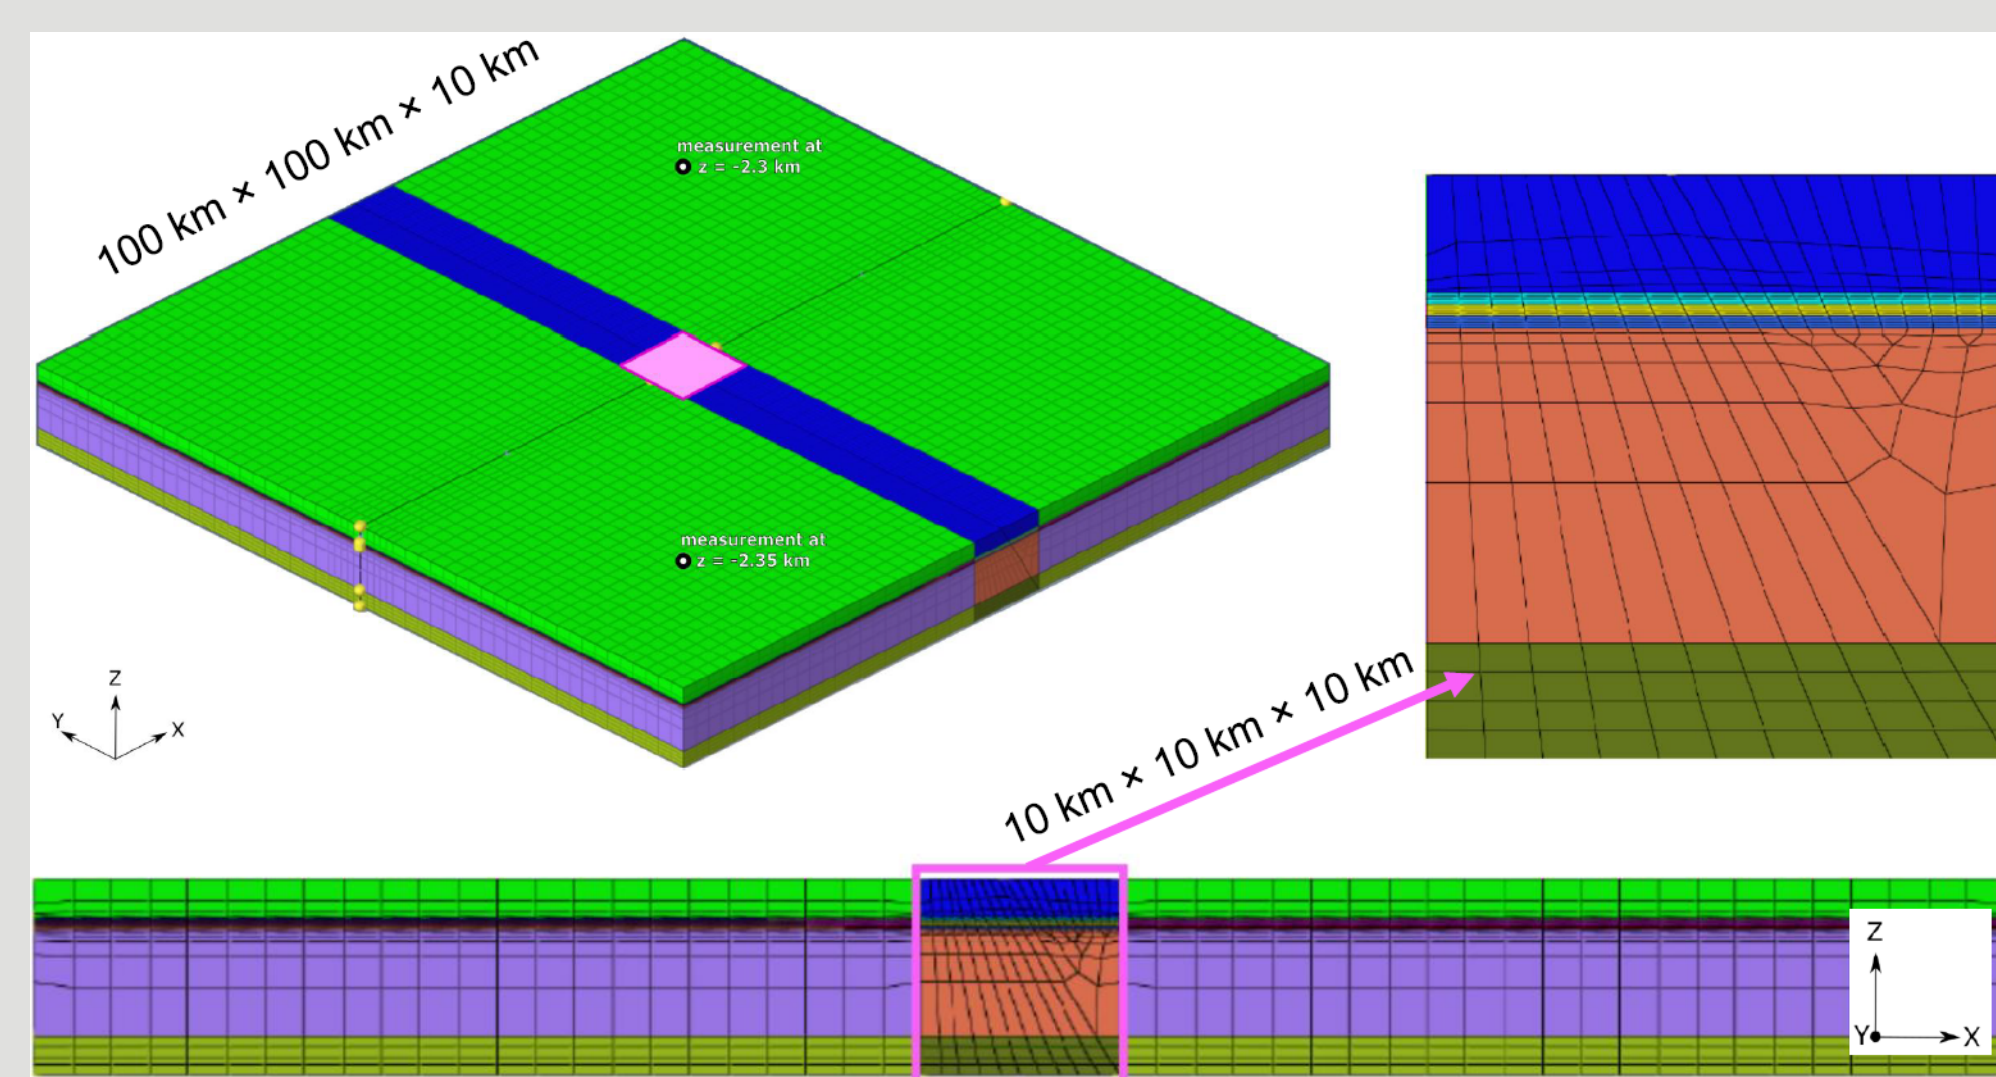 100 km × 100 km × 10 km
measurement at
z = -2.3 km
measurement at
z = -2.35 km
Z
Y
X
10 km × 10 km × 10 km
Z
Y
X